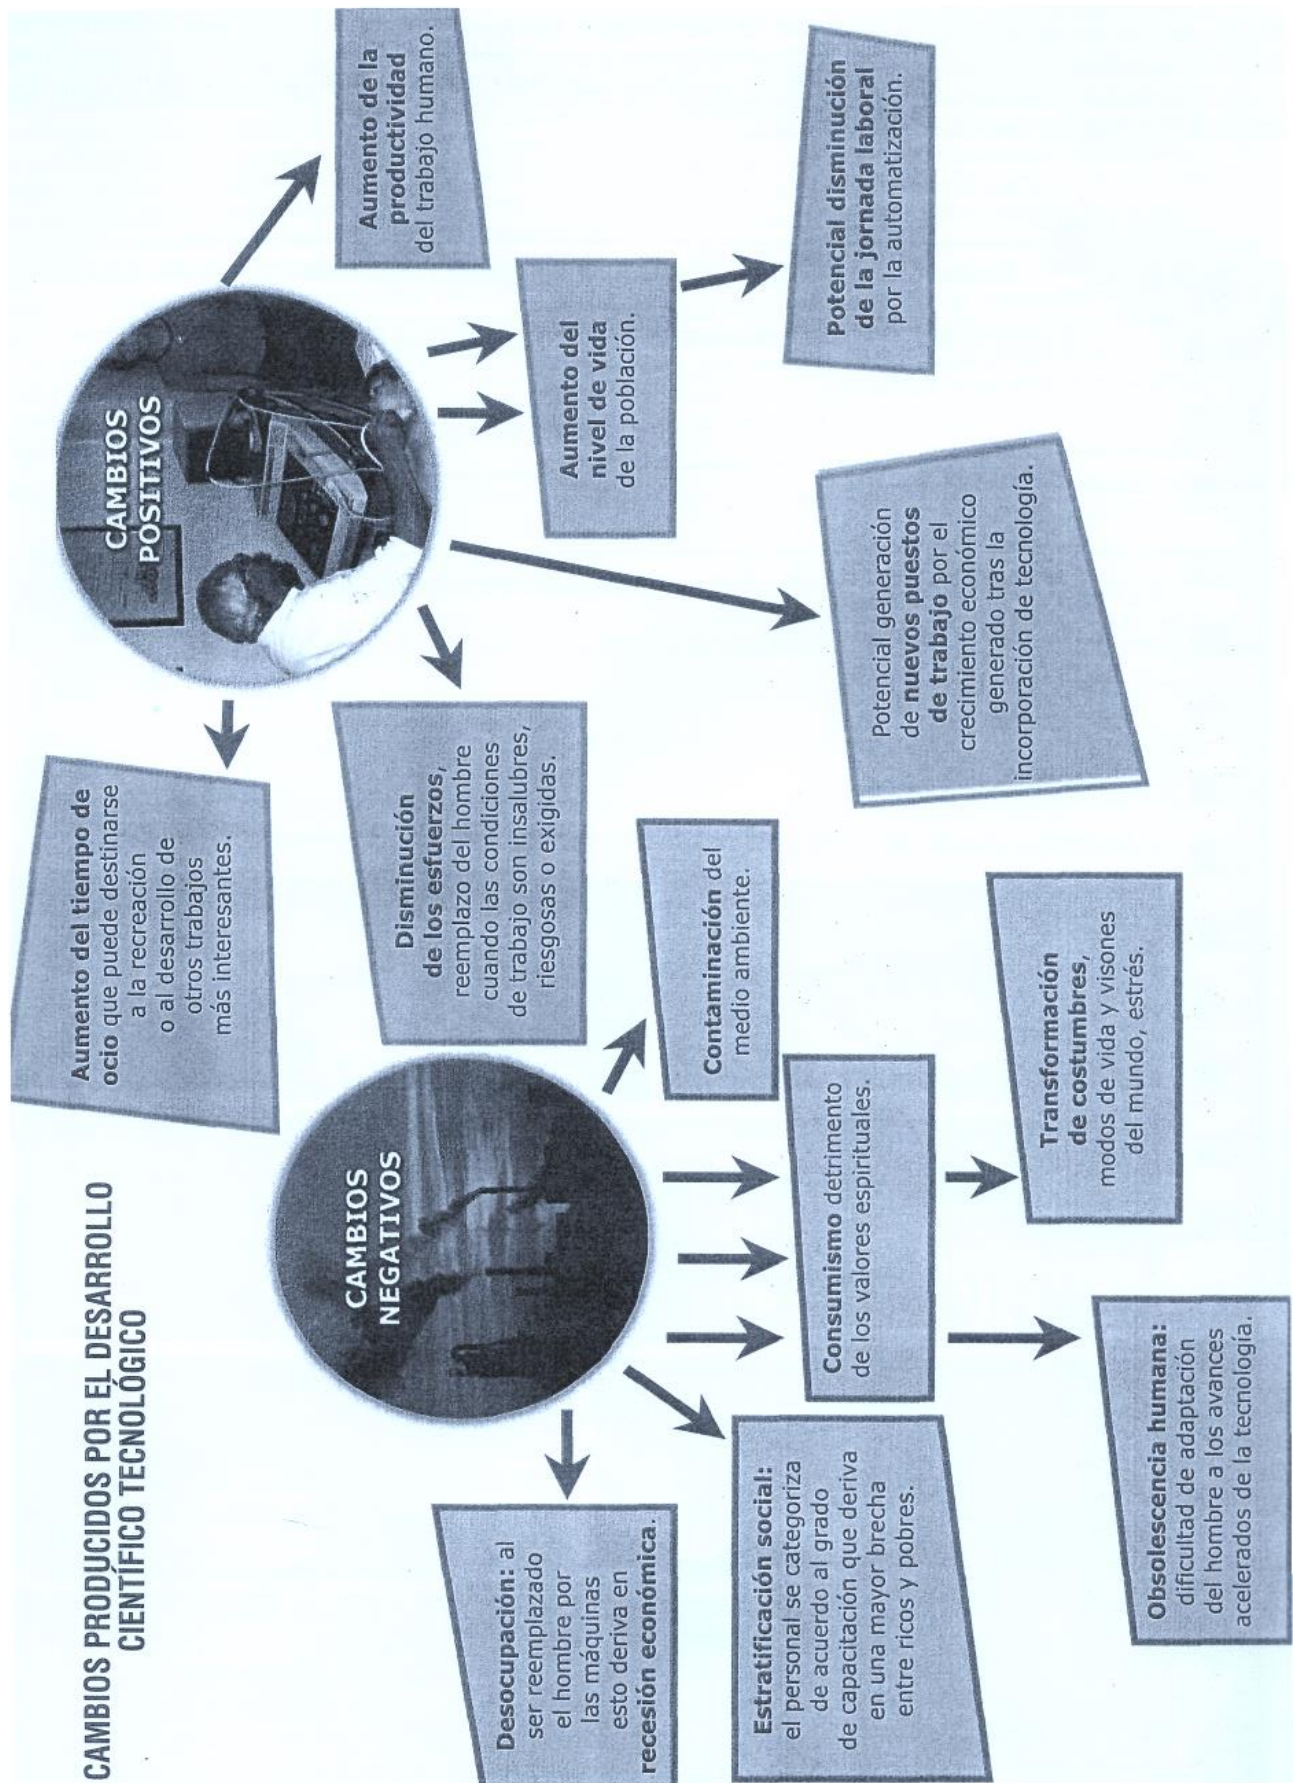 CAMBIOS PRODUCIDOS POR EL DESARROLLO
CIENTÍFICO TECNOLÓGICO
CAMBIOS
NEGATIVOS
Desocupación: al
ser reemplazado
el hombre por
las máquinas
esto deriva en
recesión económica.
Estratificación social:
el personal se categoriza
de acuerdo al grado
de capacitación que deriva
en una mayor brecha
entre ricos y pobres.
Consumismo detrimento
de los valores espirituales.
Contaminación del
medio ambiente.
Obsolescencia humana:
dificultad de adaptación
del hombre a los avances
acelerados de la tecnología.
Transformación
de costumbres,
modos de vida y visones
del mundo, estrés.
CAMBIOS
POSITIVOS
Aumento del tiempo de
ocio que puede destinarse
a la recreación
o al desarrollo de
otros trabajos
más interesantes.
Disminución
de los esfuerzos,
reemplazo del hombre
cuando las condiciones
de trabajo son insalubres,
riesgosas o exigidas.
Aumento del
nivel de vida
de la población.
Aumento de la
productividad
del trabajo humano.
Potencial generación
de nuevos puestos
de trabajo por el
crecimiento económico
generado tras la
incorporación de tecnología.
Potencial disminución
de la jornada laboral
por la automatización.